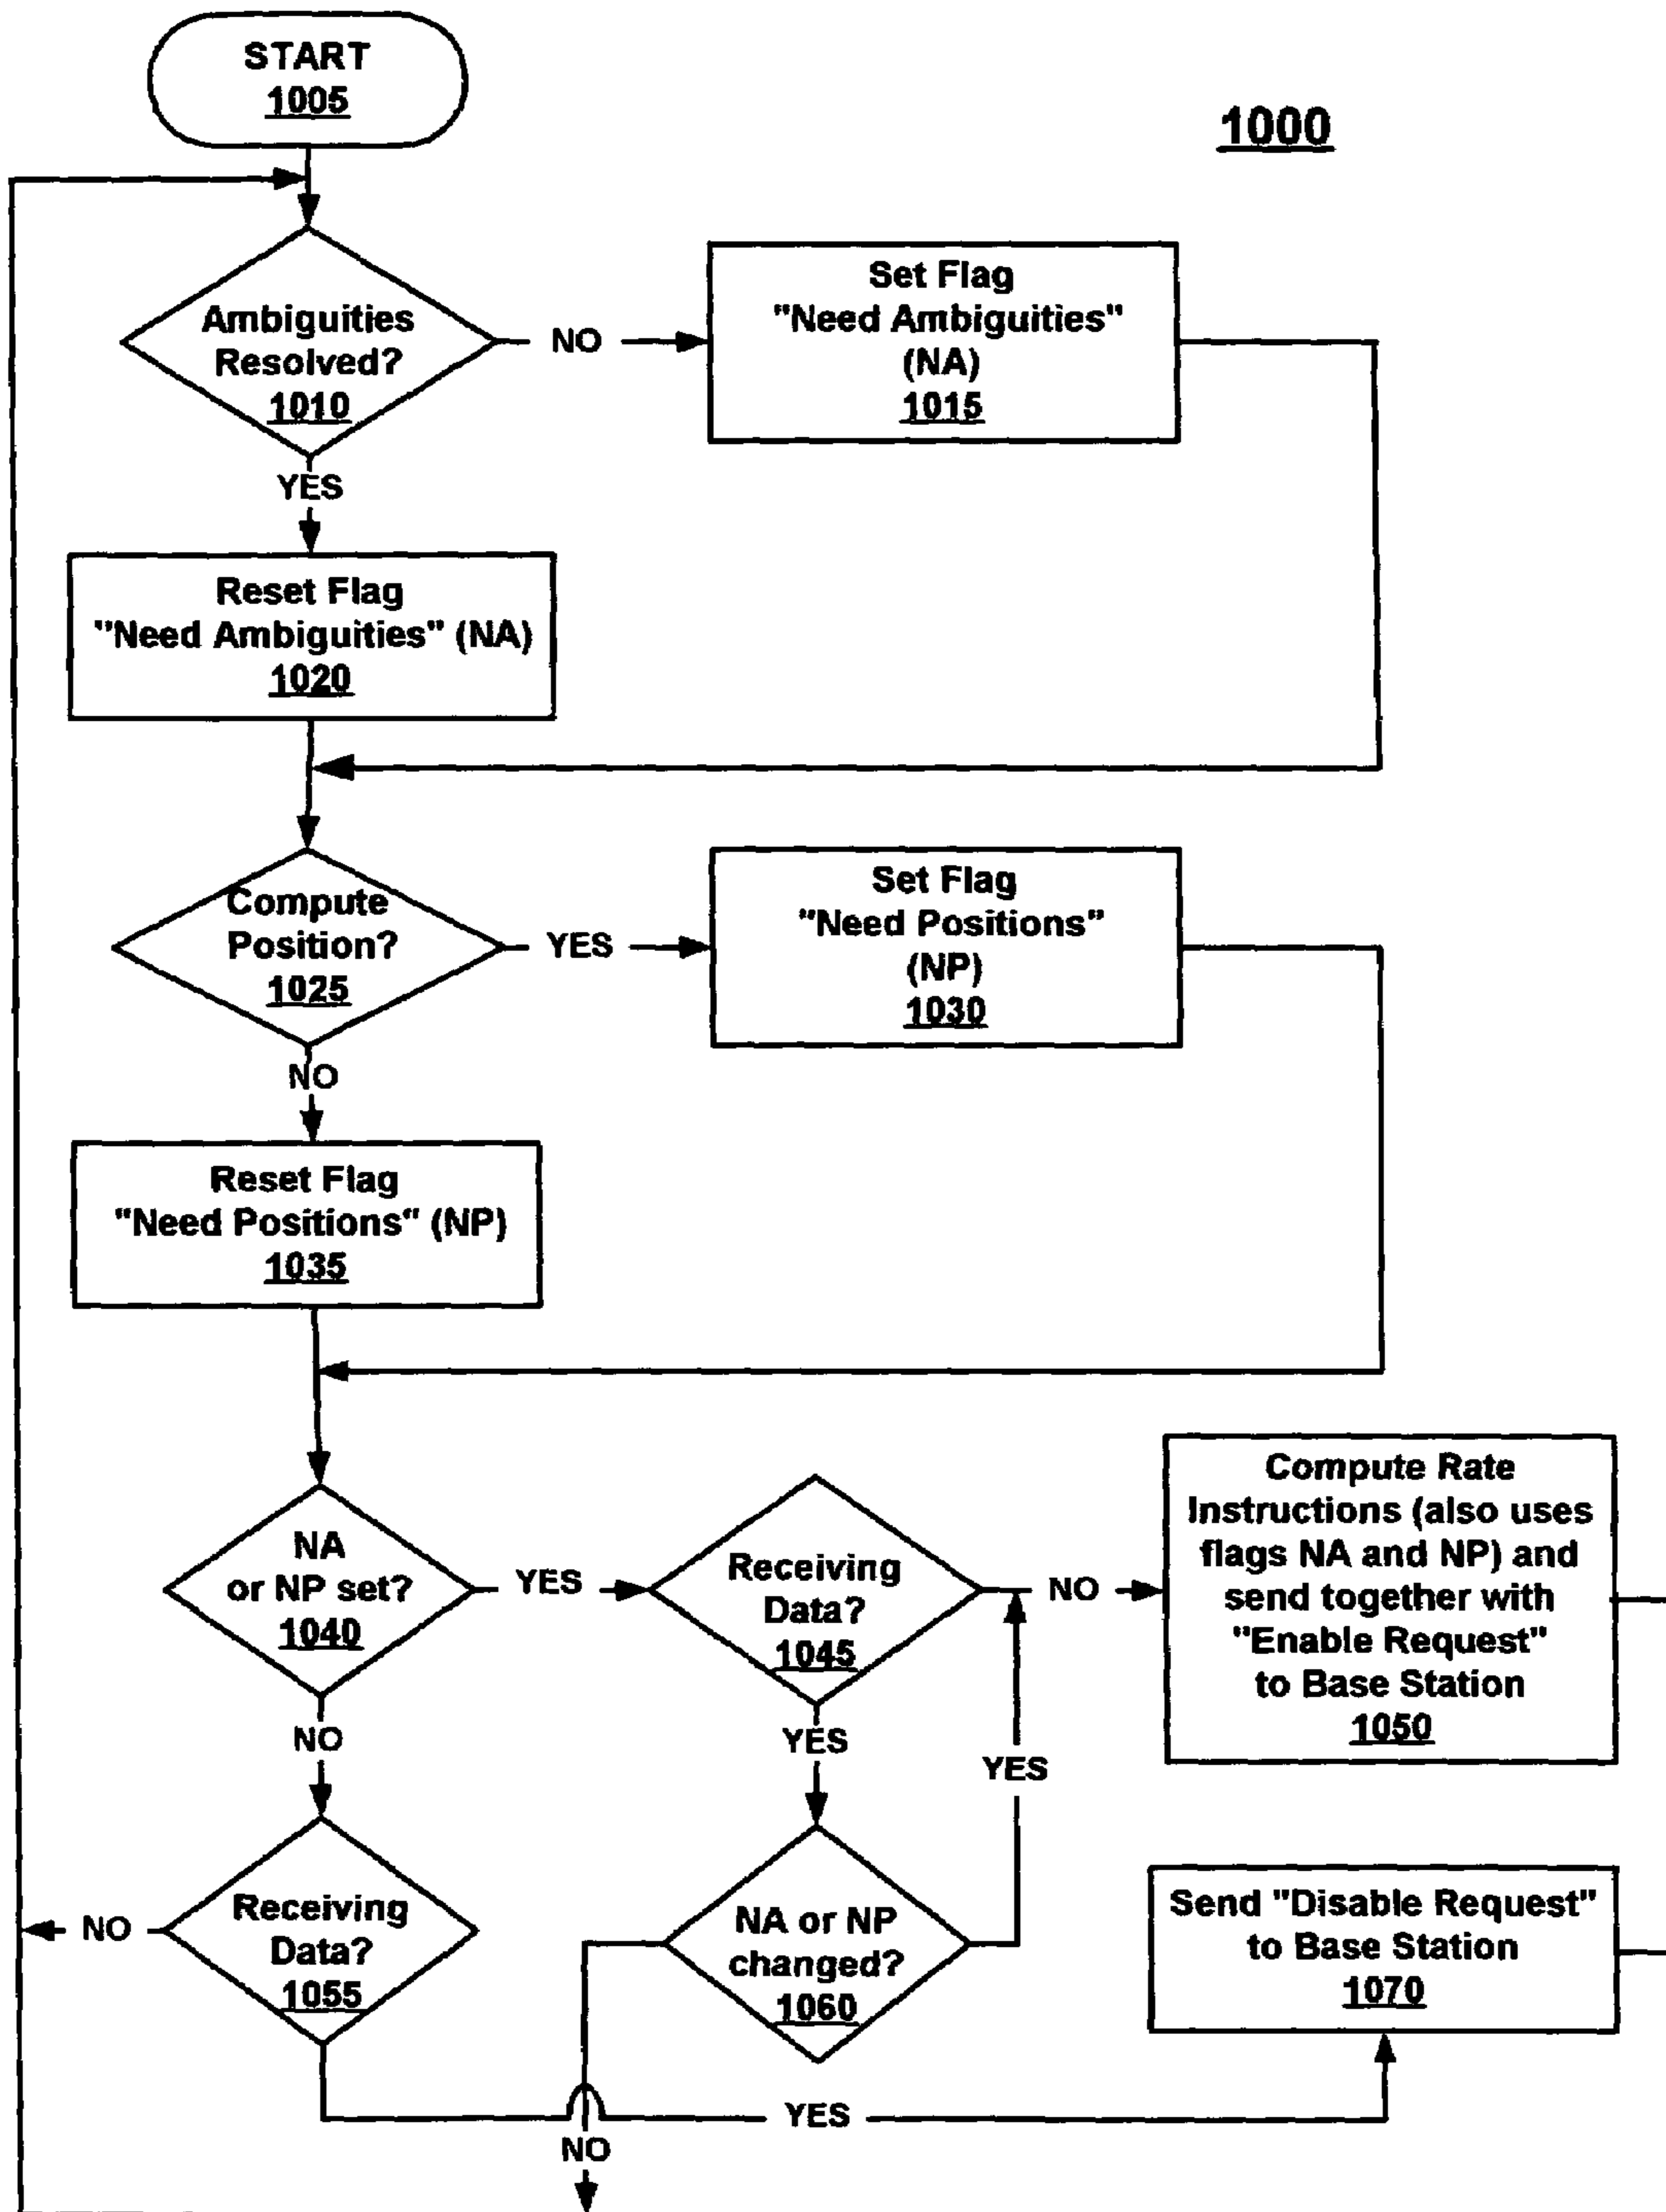 START
1005
1000
Ambiguities
Resolved?
1010
NO
Set Flag
"Need Ambiguities"
(NA)
1015
YES
Reset Flag
"Need Ambiguities" (NA)
1020
Compute
Position?
1025
YES
Set Flag
"Need Positions"
(NP)
1030
NO
Reset Flag
"Need Positions" (NP)
1035
NA
or NP set?
1040
YES
Receiving
Data?
1045
NO
Compute Rate
Instructions (also uses
flags NA and NP) and
send together with
"Enable Request"
to Base Station
1050
NO
YES
YES
Receiving
Data?
1055
NO
NA or NP
changed?
1060
Send "Disable Request"
to Base Station
1070
YES
NO